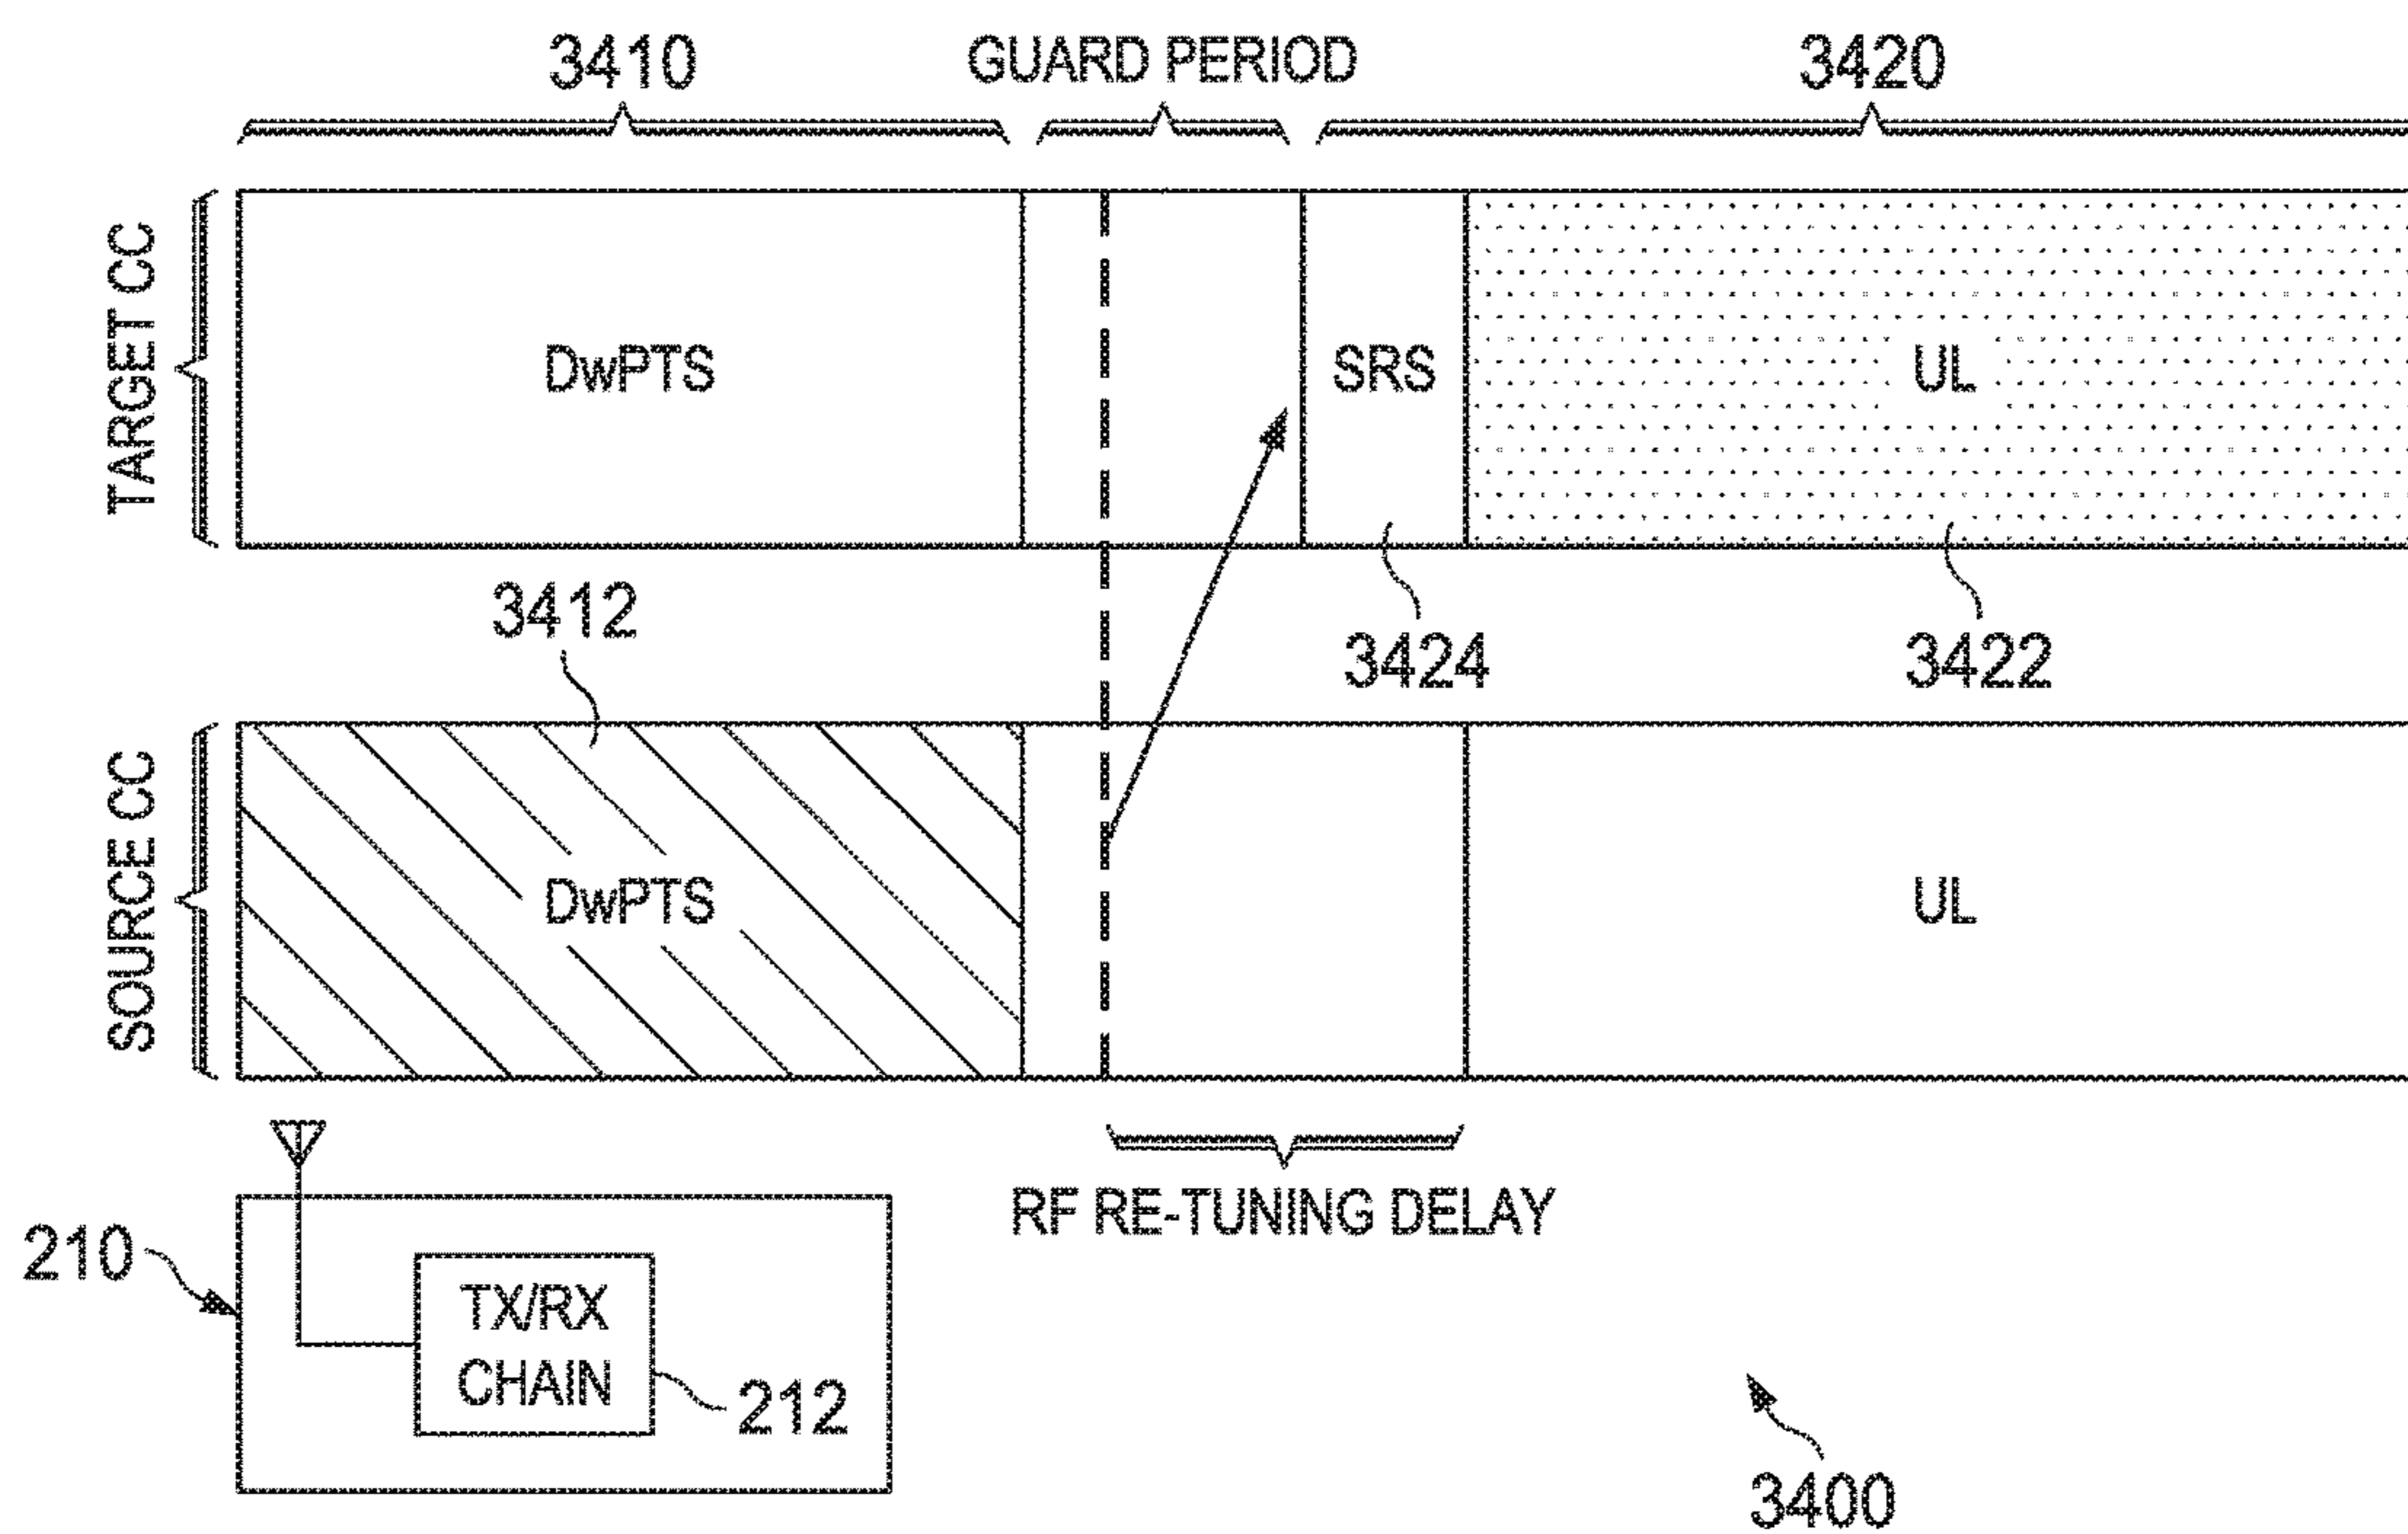 3410
GUARD PERIOD
3420
TARGET CC
DwPTS
SRS
UL
3412
3424
3422
SOURCE CC
DwPTS
UL
RF RE-TUNING DELAY
210
TX/RX
CHAIN
212
3400